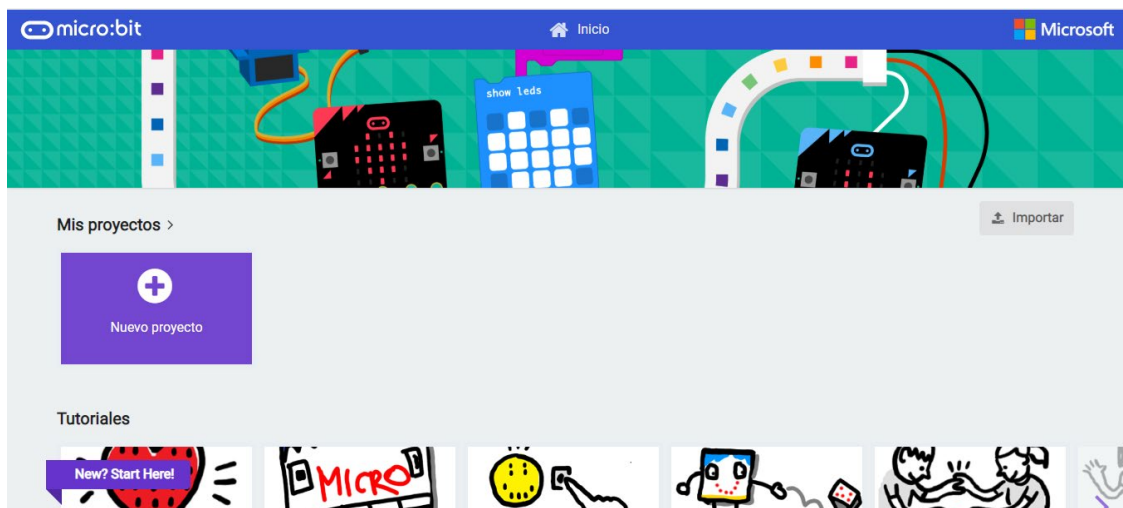 micro:bit
Inicio
Microsoft
show leds
Mis proyectos >
Importar
Nuevo proyecto
Tutoriales
New? Start Here!
MICRO